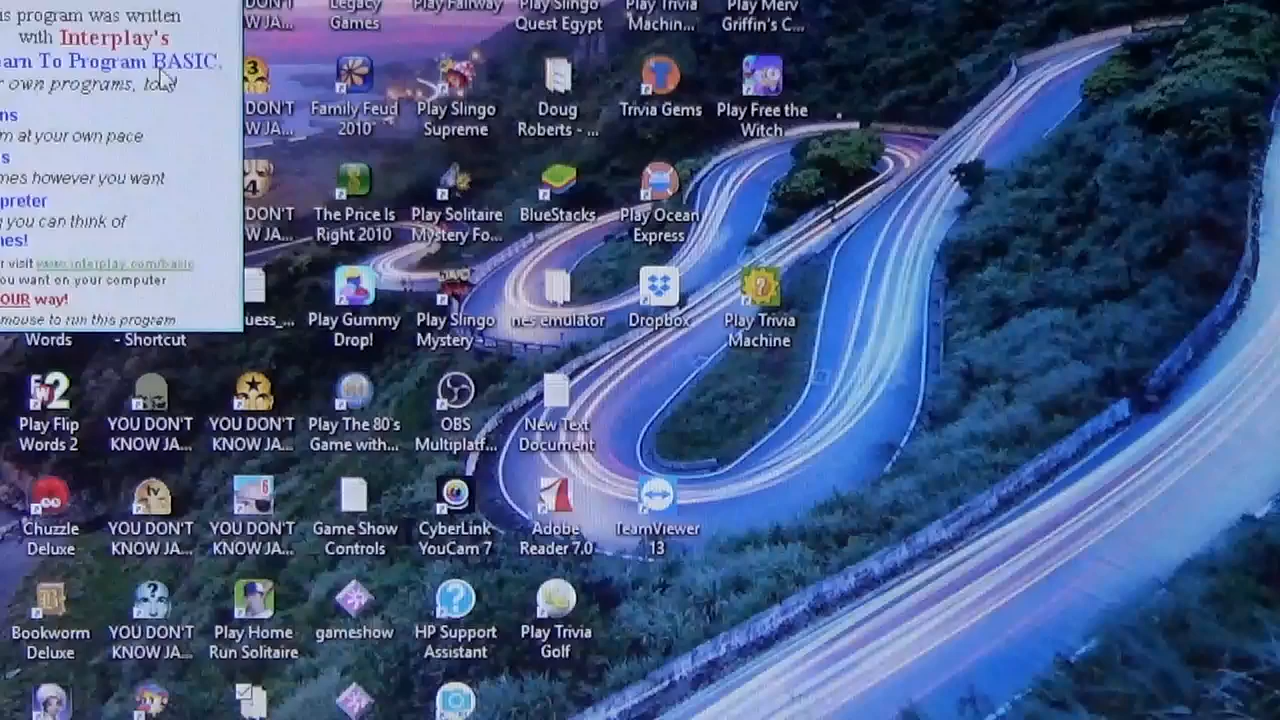 is program was written
with Interplay's
earn To Program BASIC.
r own programs, too!
ns
m at your own pace
s
mes however you want
preter
g you can think of
nes!
r visit www.interplay.com/basic
ou want on your computer
OUR way!
mouse to run this program
DON'T
W JA...
Legacy
Games
Play Fairway
Play Slingo
Quest Egypt
Play Trivia
Machin...
Play Merv
Griffin's C...
DON'T
W JA...
Family Feud
2010
Play Slingo
Supreme
Doug
Roberts - ...
Trivia Gems
Play Free the
Witch
DON'T
W JA...
The Price Is
Right 2010
Play Solitaire
Mystery Fo...
BlueStacks
Play Ocean
Express
Words
- Shortcut
uess_...
Play Gummy
Drop!
Play Slingo
Mystery -
nes emulator
Dropbox
Play Trivia
Machine
Play Flip
Words 2
YOU DON'T
KNOW JA...
YOU DON'T
KNOW JA...
Play The 80's
Game with...
OBS
Multiplatf...
New Text
Document
Chuzzle
Deluxe
YOU DON'T
KNOW JA...
YOU DON'T
KNOW JA...
Game Show
Controls
CyberLink
YouCam 7
Adobe
Reader 7.0
TeamViewer
13
Bookworm
Deluxe
YOU DON'T
KNOW JA...
Play Home
Run Solitaire
gameshow
HP Support
Assistant
Play Trivia
Golf